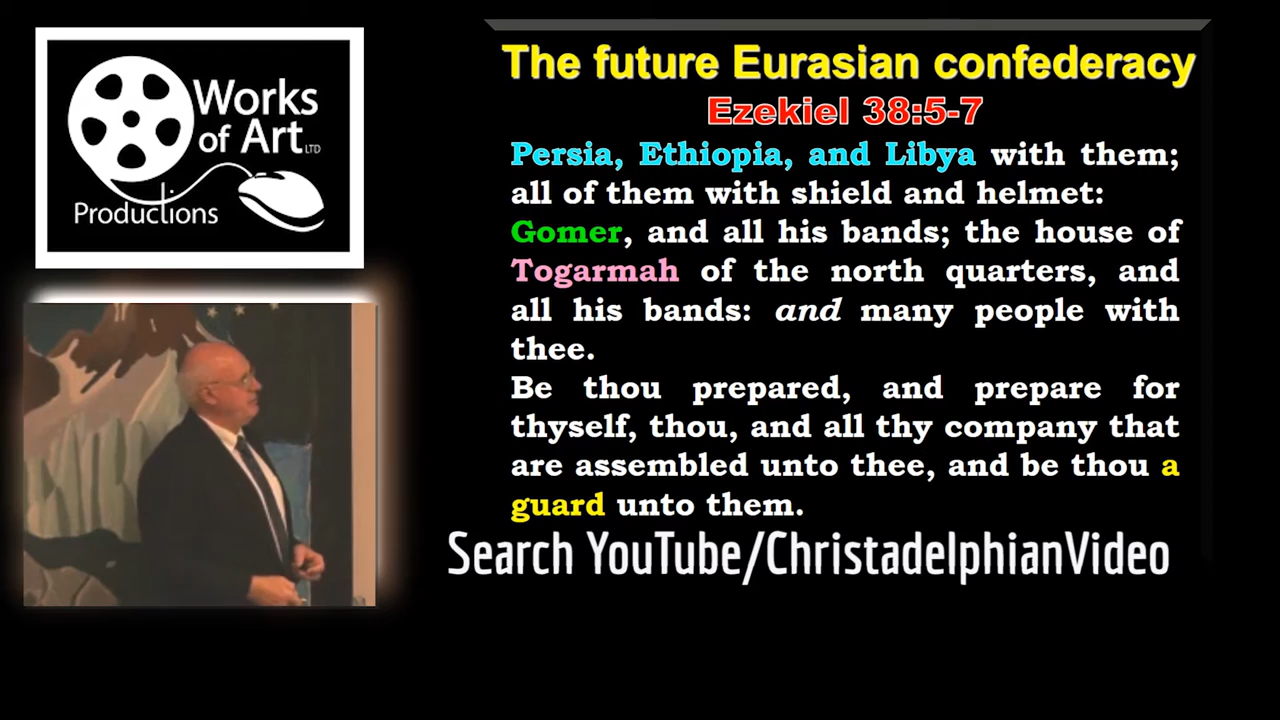 Works
of Art LTD
Productions
The future Eurasian confederacy
Ezekiel 38:5-7
Persia, Ethiopia, and Libya with them;
all of them with shield and helmet:
Gomer, and all his bands; the house of
Togarmah of the north quarters, and
all his bands: and many people with
thee.
Be thou prepared, and prepare for
thyself, thou, and all thy company that
are assembled unto thee, and be thou a
guard unto them.
Search YouTube/ChristadelphianVideo